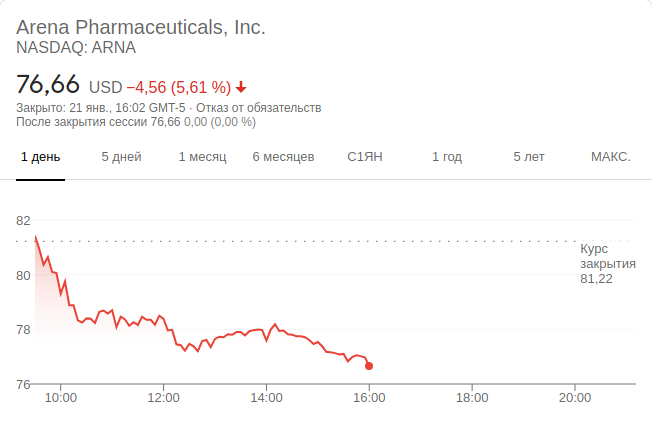 Arena Pharmaceuticals, Inc.
NASDAQ: ARNA
76,66 USD −4,56 (5,61 %)
Закрыто: 21 янв., 16:02 GMT-5 · Отказ от обязательств
После закрытия сессии 76,66 0,00 (0,00 %)
1 день 5 дней 1 месяц 6 месяцев С1ЯН 1 год 5 лет МАКС.
82
Курс
закрытия
81,22
80
78
76
10:00 12:00 14:00 16:00 18:00 20:00